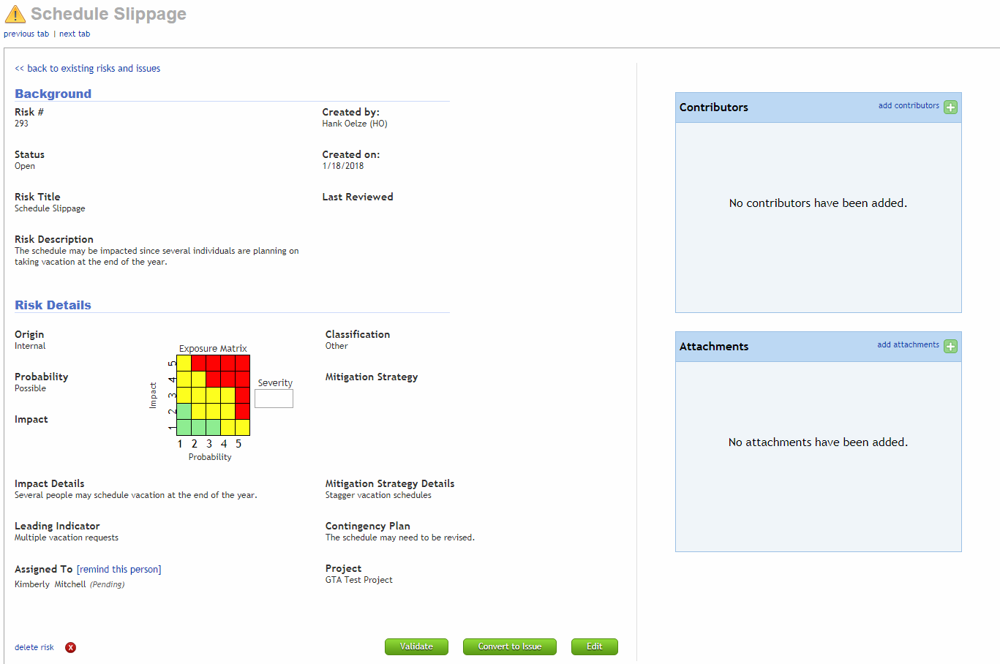 Schedule Slippage
previous tab | next tab
<< back to existing risks and issues
Background
Risk #
293
Created by:
Hank Oelze (HO)
Status
Open
Created on:
1/18/2018
Risk Title
Schedule Slippage
Last Reviewed
Risk Description
The schedule may be impacted since several individuals are planning on
taking vacation at the end of the year.
Risk Details
Origin
Internal
Probability
Possible
Impact
Exposure Matrix
Impact
5
4
3
2
1
1 2 3 4 5
Probability
Severity
Classification
Other
Mitigation Strategy
Impact Details
Several people may schedule vacation at the end of the year.
Mitigation Strategy Details
Stagger vacation schedules
Leading Indicator
Multiple vacation requests
Contingency Plan
The schedule may need to be revised.
Assigned To [remind this person]
Kimberly Mitchell (Pending)
Project
GTA Test Project
delete risk X
Validate
Convert to Issue
Edit
Contributors
add contributors
No contributors have been added.
Attachments
add attachments
No attachments have been added.